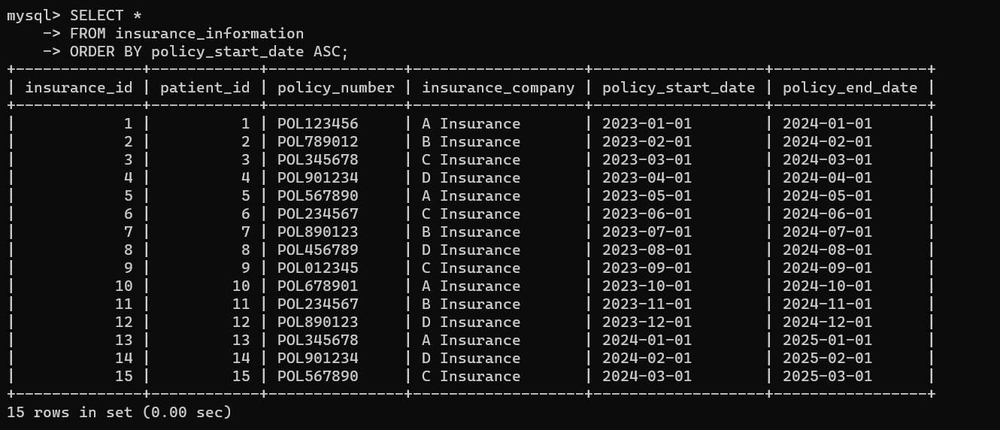 mysql> SELECT *
    -> FROM insurance_information
    -> ORDER BY policy_start_date ASC;
+--------------+------------+---------------+-------------------+-------------------+-----------------+
| insurance_id | patient_id | policy_number | insurance_company | policy_start_date | policy_end_date |
+--------------+------------+---------------+-------------------+-------------------+-----------------+
|            1 |          1 | POL123456     | A Insurance       | 2023-01-01        | 2024-01-01      |
|            2 |          2 | POL789012     | B Insurance       | 2023-02-01        | 2024-02-01      |
|            3 |          3 | POL345678     | C Insurance       | 2023-03-01        | 2024-03-01      |
|            4 |          4 | POL901234     | D Insurance       | 2023-04-01        | 2024-04-01      |
|            5 |          5 | POL567890     | A Insurance       | 2023-05-01        | 2024-05-01      |
|            6 |          6 | POL234567     | C Insurance       | 2023-06-01        | 2024-06-01      |
|            7 |          7 | POL890123     | B Insurance       | 2023-07-01        | 2024-07-01      |
|            8 |          8 | POL456789     | D Insurance       | 2023-08-01        | 2024-08-01      |
|            9 |          9 | POL012345     | C Insurance       | 2023-09-01        | 2024-09-01      |
|           10 |         10 | POL678901     | A Insurance       | 2023-10-01        | 2024-10-01      |
|           11 |         11 | POL234567     | B Insurance       | 2023-11-01        | 2024-11-01      |
|           12 |         12 | POL890123     | D Insurance       | 2023-12-01        | 2024-12-01      |
|           13 |         13 | POL345678     | A Insurance       | 2024-01-01        | 2025-01-01      |
|           14 |         14 | POL901234     | D Insurance       | 2024-02-01        | 2025-02-01      |
|           15 |         15 | POL567890     | C Insurance       | 2024-03-01        | 2025-03-01      |
+--------------+------------+---------------+-------------------+-------------------+-----------------+
15 rows in set (0.00 sec)